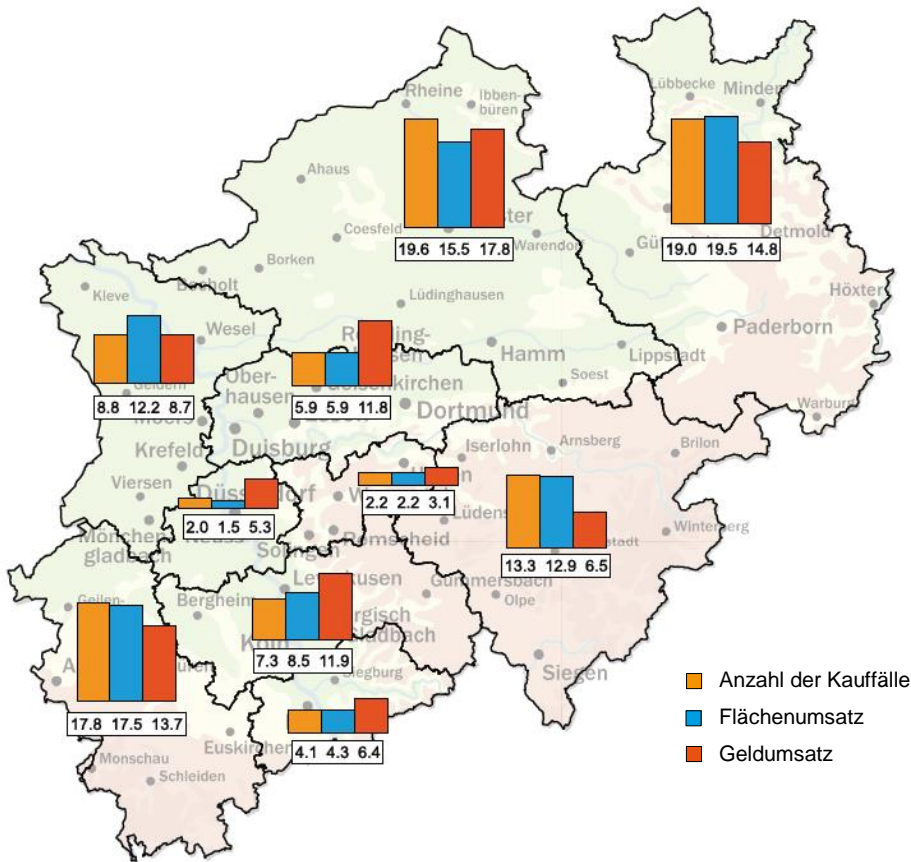 Rheine
Ibben-
büren
Lübbecke
Minden
Ahaus
Coesfeld
Warendorf
Detmold
19.6 15.5 17.8
19.0 19.5 14.8
Borken
Bocholt
Kleve
Lüdinghausen
Höxter
Wesel
Paderborn
Hamm
Lippstadt
Ober-
hausen
Soest
8.8 12.2 8.7
5.9 5.9 11.8
Dortmund
Warburg
Moers
Duisburg
Krefeld
Iserlohn
Arnsberg
Brilon
Viersen
Düsseldorf
2.0 1.5 5.3
2.2 2.2 3.1
Winterberg
Mönchen-
gladbach
Neuss
Solingen
Remscheid
13.3 12.9 6.5
Leverkusen
Gummersbach
Olpe
Bergheim
Köln
7.3 8.5 11.9
Siegburg
Siegen
17.8 17.5 13.7
4.1 4.3 6.4
Euskirchen
Monschau
Schleiden
Anzahl der Kauffälle
Flächenumsatz
Geldumsatz